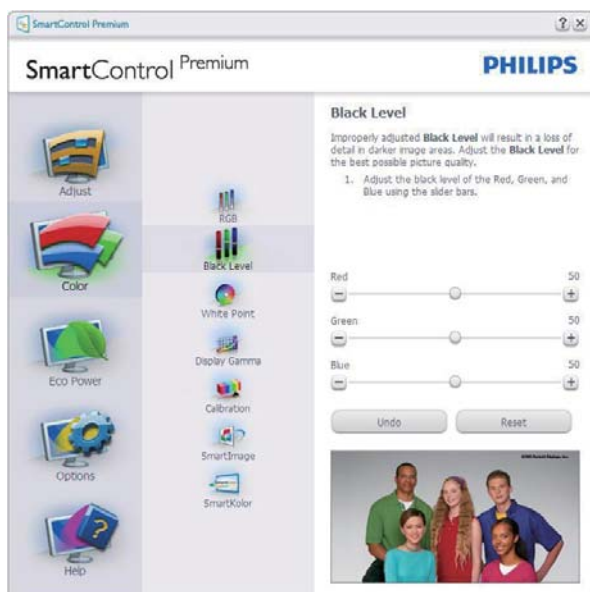 SmartControl Premium
SmartControl Premium
PHILIPS
Adjust
Color
Eco Power
Options
Help
RGB
Black Level
White Point
Display Gamma
Calibration
SmartImage
SmartKolor
Black Level
Improperly adjusted Black Level will result in a loss of
detail in darker image areas. Adjust the Black Level for
the best possible picture quality.
1. Adjust the black level of the Red, Green, and
Blue using the slider bars.
Red 50
Green 50
Blue 50
Undo Reset